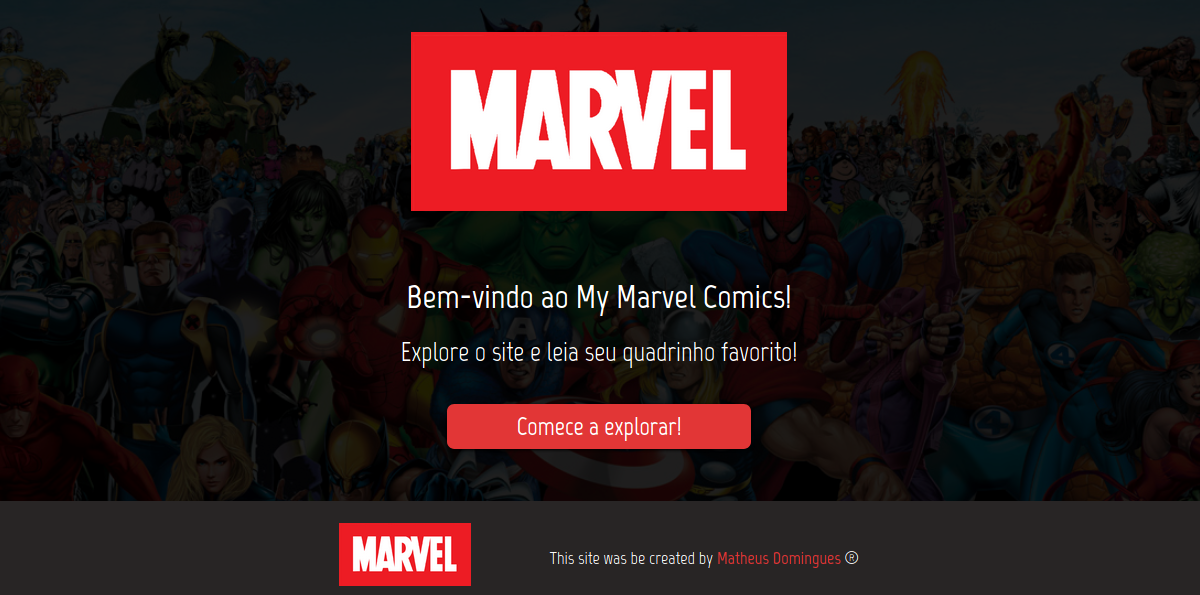 MARVEL
Bem-vindo ao My Marvel Comics!
Explore o site e leia seu quadrinho favorito!
Comece a explorar!
MARVEL
This site was be created by Matheus Domingues ®